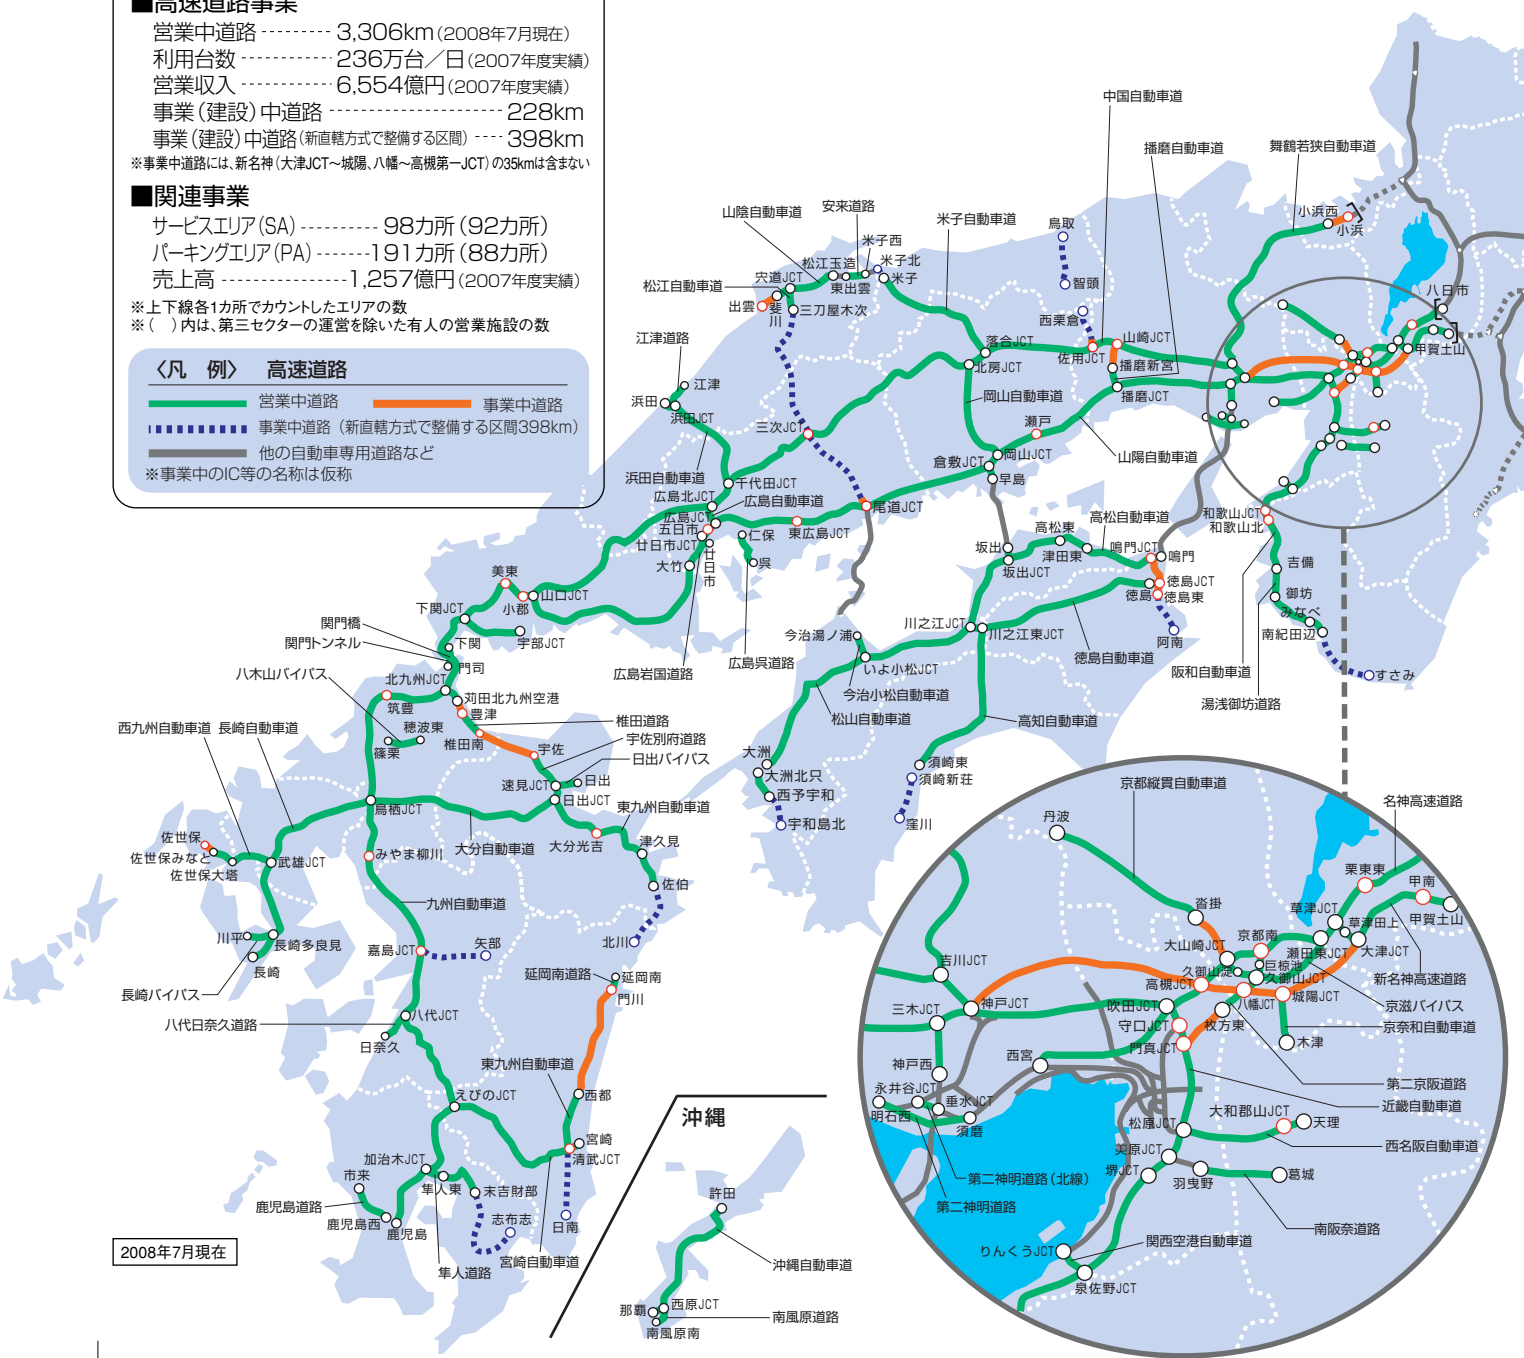 ■高速道路事業
営業中道路 --------- 3,306km(2008年7月現在)
利用台数 ----------- 236万台／日(2007年度実績)
営業収入 ----------- 6,554億円(2007年度実績)
事業(建設)中道路 -------------------- 228km
事業(建設)中道路(新直轄方式で整備する区間) ---- 398km
※事業中道路には、新名神(大津JCT〜城陽、八幡〜高槻第一JCT)の35kmは含まない
■関連事業
サービスエリア(SA) ------------ 98カ所(92カ所)
パーキングエリア(PA) --------- 191カ所(88カ所)
売上高 --------------- 1,257億円(2007年度実績)
※上下線各1カ所でカウントしたエリアの数
※(　)内は、第三セクターの運営を除いた有人の営業施設の数
〈凡　例〉　高速道路
営業中道路
事業中道路
事業中道路(新直轄方式で整備する区間398km)
他の自動車専用道路など
※事業中のIC等の名称は仮称
中国自動車道
播磨自動車道
舞鶴若狭自動車道
小浜西
小浜
山陰自動車道
安来道路
米子自動車道
鳥取
米子西
米子北
米子
松江玉造
東出雲
宍道JCT
松江自動車道
出雲
斐川
三刀屋木次
智頭
西粟倉
八日市
甲賀土山
江津道路
江津
浜田
浜田JCT
落合JCT
北房JCT
佐用JCT
山崎JCT
播磨新宮
播磨JCT
岡山自動車道
瀬戸
三次JCT
倉敷JCT
岡山JCT
早島
山陽自動車道
浜田自動車道
千代田JCT
広島北JCT
広島自動車道
広島JCT
五日市
廿日市JCT
廿日市
大竹
仁保
呉
東広島JCT
尾道JCT
坂出
坂出JCT
高松東
津田東
高松自動車道
鳴門JCT
鳴門
徳島JCT
徳島
徳島東
阿南
和歌山JCT
和歌山北
吉備
御坊
みなべ
南紀田辺
すさみ
阪和自動車道
湯浅御坊道路
美東
小郡
山口JCT
下関JCT
宇部JCT
関門橋
関門トンネル
下関
門司
八木山バイパス
北九州JCT
苅田北九州空港
筑豊
豊津
穂波東
篠栗
椎田南
椎田道路
宇佐
宇佐別府道路
日出バイパス
速見JCT
日出
日出JCT
広島岩国道路
広島呉道路
今治湯ノ浦
川之江JCT
川之江東JCT
いよ小松JCT
今治小松自動車道
松山自動車道
徳島自動車道
高知自動車道
大洲
大洲北只
西予宇和
宇和島北
須崎東
須崎新荘
窪川
西九州自動車道
長崎自動車道
鳥栖JCT
東九州自動車道
佐世保
佐世保みなと
佐世保大塔
武雄JCT
みやま柳川
大分自動車道
大分光吉
津久見
佐伯
九州自動車道
川平
長崎多良見
長崎
長崎バイパス
嘉島JCT
矢部
北川
延岡南道路
延岡南
門川
八代日奈久道路
八代JCT
日奈久
東九州自動車道
えびのJCT
西都
宮崎
清武JCT
加治木JCT
市来
隼人東
末吉財部
鹿児島道路
鹿児島西
鹿児島
志布志
日南
宮崎自動車道
隼人道路
2008年7月現在
沖縄
許田
沖縄自動車道
那覇
西原JCT
南風原道路
南風原南
京都縦貫自動車道
名神高速道路
丹波
沓掛
栗東東
甲南
甲賀土山
草津JCT
草津田上
京都南
大山崎JCT
瀬田東JCT
大津JCT
巨椋池
久御山淀
久御山JCT
新名神高速道路
吉川JCT
高槻JCT
八幡JCT
城陽JCT
京滋バイパス
三木JCT
神戸JCT
吹田JCT
守口JCT
枚方東
京奈和自動車道
門真JCT
木津
神戸西
西宮
第二京阪道路
永井谷JCT
垂水JCT
明石西
須磨
近畿自動車道
大和郡山JCT
天理
松原JCT
美原JCT
西名阪自動車道
堺JCT
羽曳野
葛城
第二神明道路(北線)
第二神明道路
南阪奈道路
関西空港自動車道
りんくうJCT
泉佐野JCT